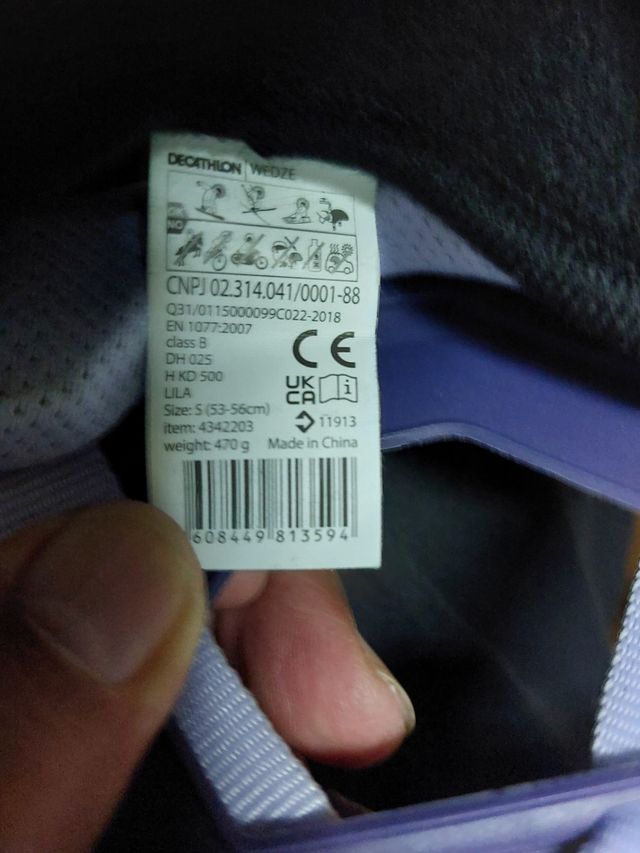 DECATHLON | WEDZE
NO
CNPJ 02.314.041/0001-88
Q31/0115000099C022-2018
EN 1077:2007
class B
DH 025
H KD 500
LILA
Size: S (53-56cm)
item: 4342203
weight: 470 g
CE
UK
CA
i
11913
Made in China
608449 813594